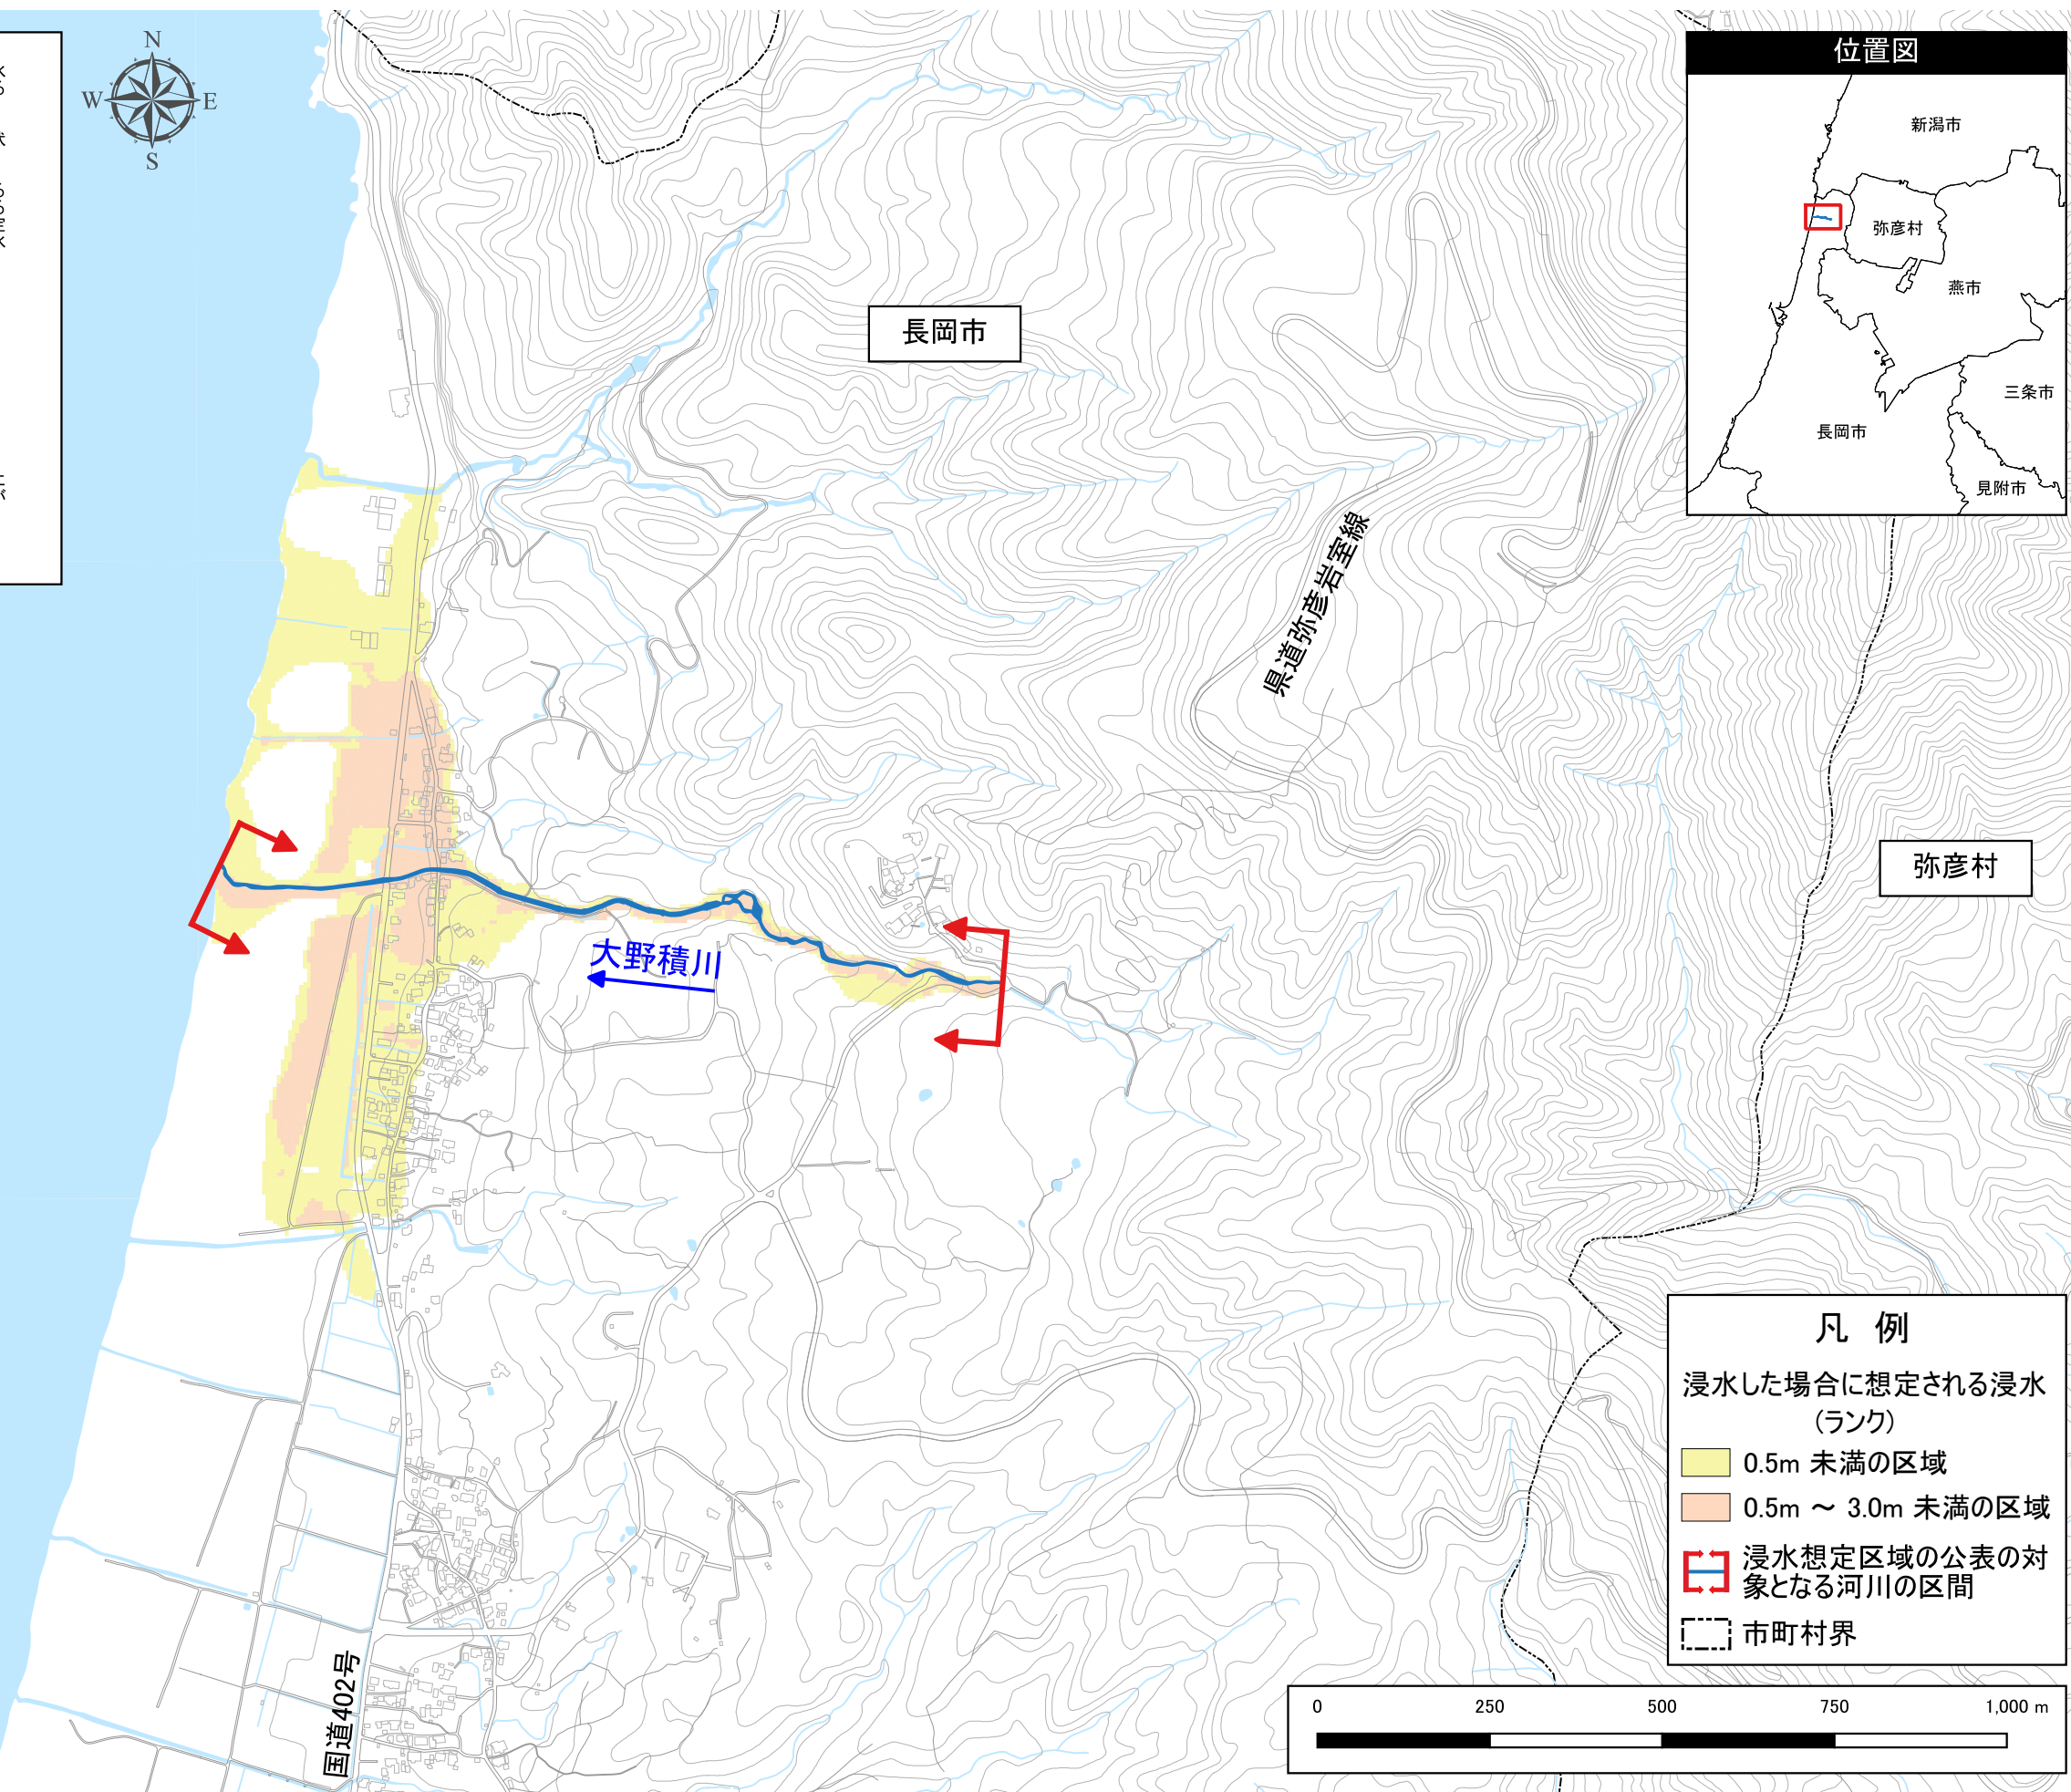 N
W
E
S
位置図
新潟市
弥彦村
燕市
三条市
長岡市
見附市
長岡市
県道弥彦岩室線
弥彦村
大野積川
国道402号
凡 例
浸水した場合に想定される浸水
(ランク)
0.5m 未満の区域
0.5m ~ 3.0m 未満の区域
浸水想定区域の公表の対
象となる河川の区間
市町村界
0 250 500 750 1,000 m